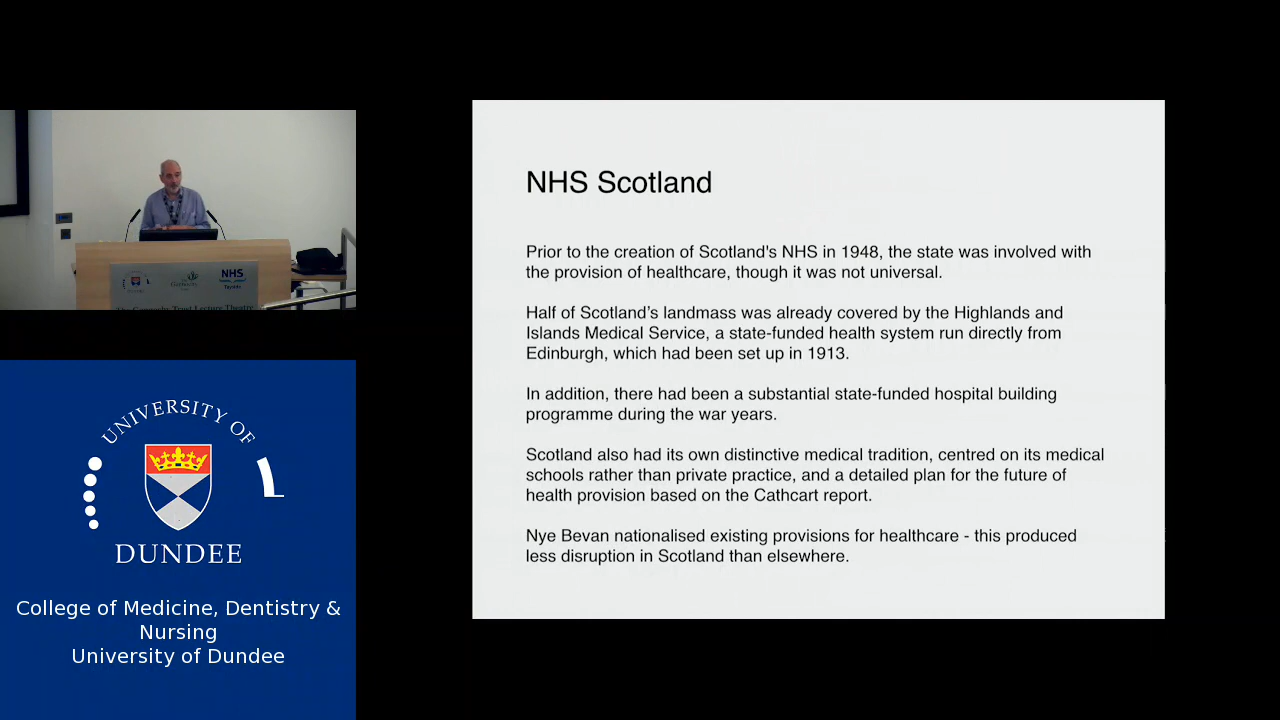 NHS Scotland
Prior to the creation of Scotland's NHS in 1948, the state was involved with
the provision of healthcare, though it was not universal.
Half of Scotland’s landmass was already covered by the Highlands and
Islands Medical Service, a state-funded health system run directly from
Edinburgh, which had been set up in 1913.
In addition, there had been a substantial state-funded hospital building
programme during the war years.
Scotland also had its own distinctive medical tradition, centred on its medical
schools rather than private practice, and a detailed plan for the future of
health provision based on the Cathcart report.
Nye Bevan nationalised existing provisions for healthcare - this produced
less disruption in Scotland than elsewhere.
NHS
Lecture Theatre
UNIVERSITY OF
DUNDEE
College of Medicine, Dentistry &
Nursing
University of Dundee